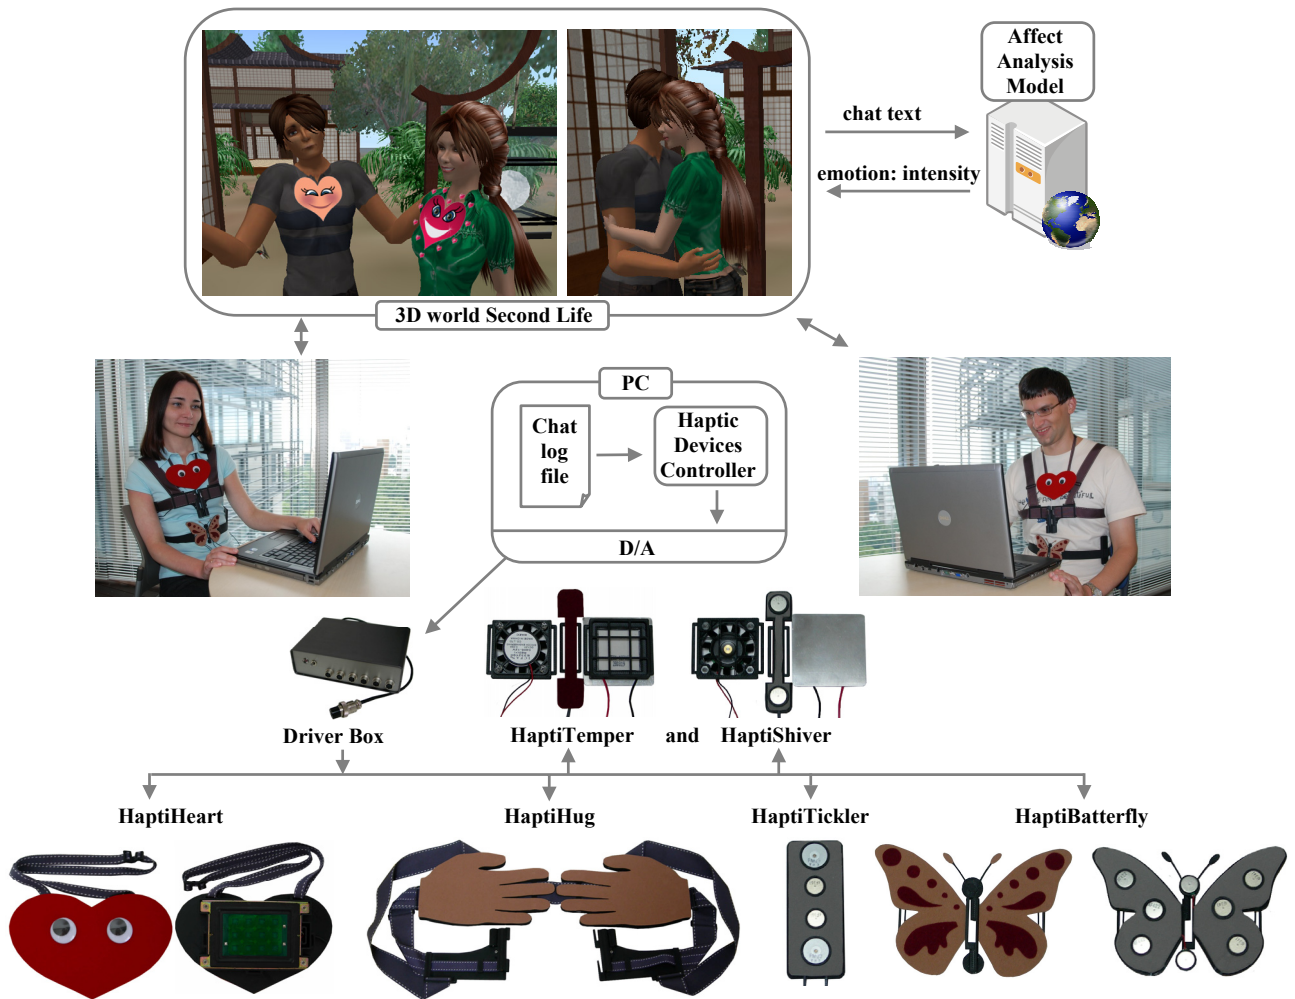 Affect
Analysis
Model
chat text
emotion: intensity
3D world Second Life
PC
Chat
log
file
Haptic
Devices
Controller
D/A
Driver Box
HaptiTemper and HaptiShiver
HaptiHeart
HaptiHug
HaptiTickler
HaptiBatterfly